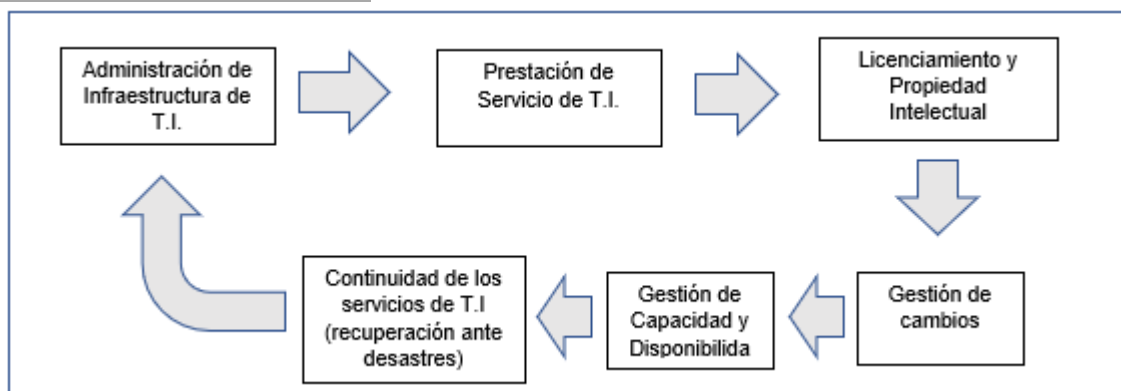 Administración de
Infraestructura de
T.I.
Prestación de
Servicio de T.I.
Licenciamiento y
Propiedad
Intelectual
Gestión de
cambios
Gestión de
Capacidad y
Disponibilida
Continuidad de los
servicios de T.I
(recuperación ante
desastres)